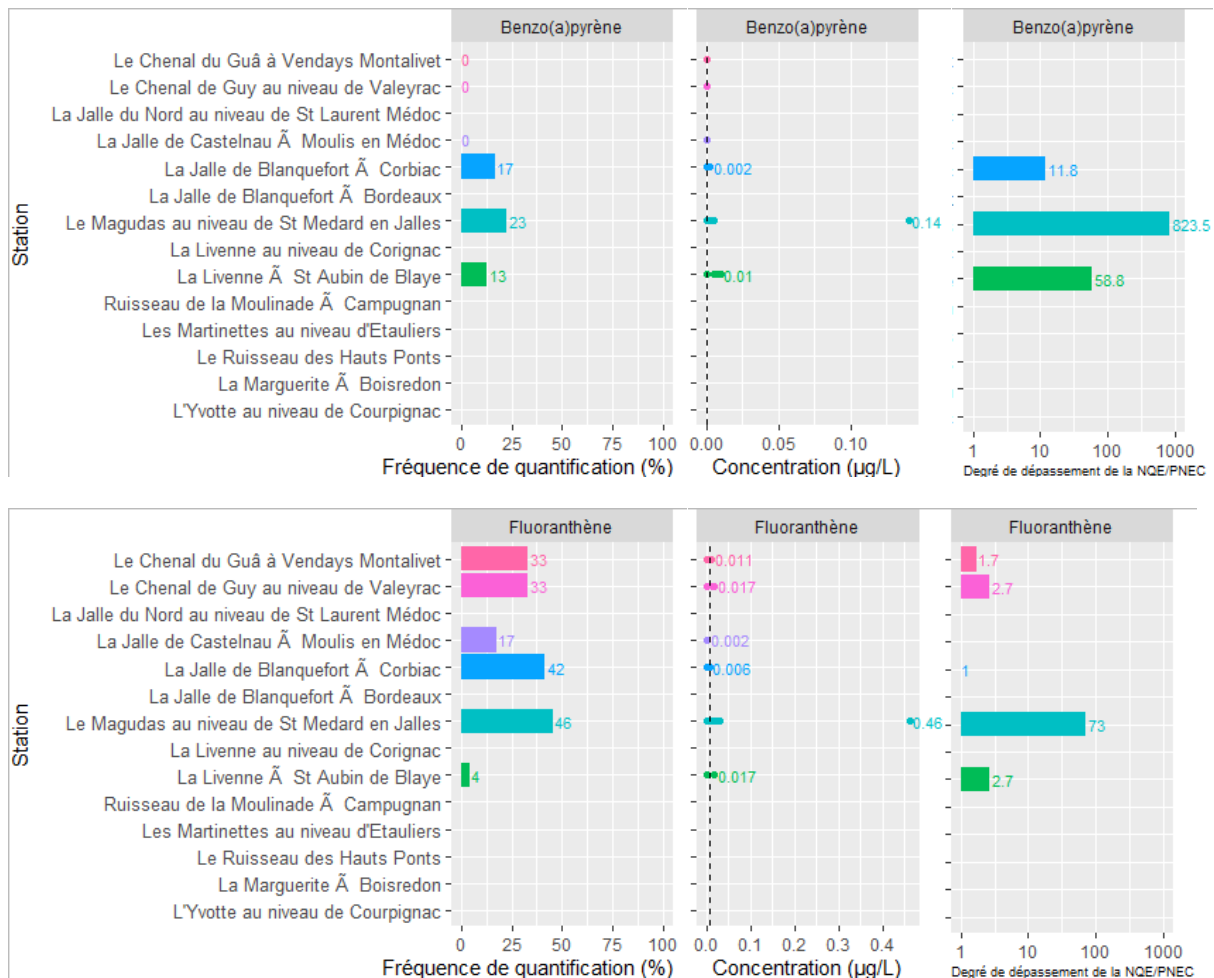 Benzo(a)pyrène Benzo(a)pyrène Benzo(a)pyrène
Station
Le Chenal du Guâ à Vendays Montalivet 0
Le Chenal de Guy au niveau de Valeyrac 0
La Jalle du Nord au niveau de St Laurent Médoc
La Jalle de Castelnau Ã Moulis en Médoc 0
La Jalle de Blanquefort Ã Corbiac 17 0.002 11.8
La Jalle de Blanquefort Ã Bordeaux
Le Magudas au niveau de St Medard en Jalles 23 0.14 823.5
La Livenne au niveau de Corignac
La Livenne Ã St Aubin de Blaye 13 0.01 58.8
Ruisseau de la Moulinade Ã Campugnan
Les Martinettes au niveau d'Etauliers
Le Ruisseau des Hauts Ponts
La Marguerite Ã Boisredon
L'Yvotte au niveau de Courpignac
0 25 50 75 100 0.00 0.05 0.10 1 10 100 1000
Fréquence de quantification (%) Concentration (µg/L) Degré de dépassement de la NQE/PNEC
Fluoranthène Fluoranthène Fluoranthène
Station
Le Chenal du Guâ à Vendays Montalivet 33 0.011 1.7
Le Chenal de Guy au niveau de Valeyrac 33 0.017 2.7
La Jalle du Nord au niveau de St Laurent Médoc
La Jalle de Castelnau Ã Moulis en Médoc 17 0.002
La Jalle de Blanquefort Ã Corbiac 42 0.006 1
La Jalle de Blanquefort Ã Bordeaux
Le Magudas au niveau de St Medard en Jalles 46 0.46 73
La Livenne au niveau de Corignac
La Livenne Ã St Aubin de Blaye 4 0.017 2.7
Ruisseau de la Moulinade Ã Campugnan
Les Martinettes au niveau d'Etauliers
Le Ruisseau des Hauts Ponts
La Marguerite Ã Boisredon
L'Yvotte au niveau de Courpignac
0 25 50 75 100 0.0 0.1 0.2 0.3 0.4 1 10 100 1000
Fréquence de quantification (%) Concentration (µg/L) Degré de dépassement de la NQE/PNEC